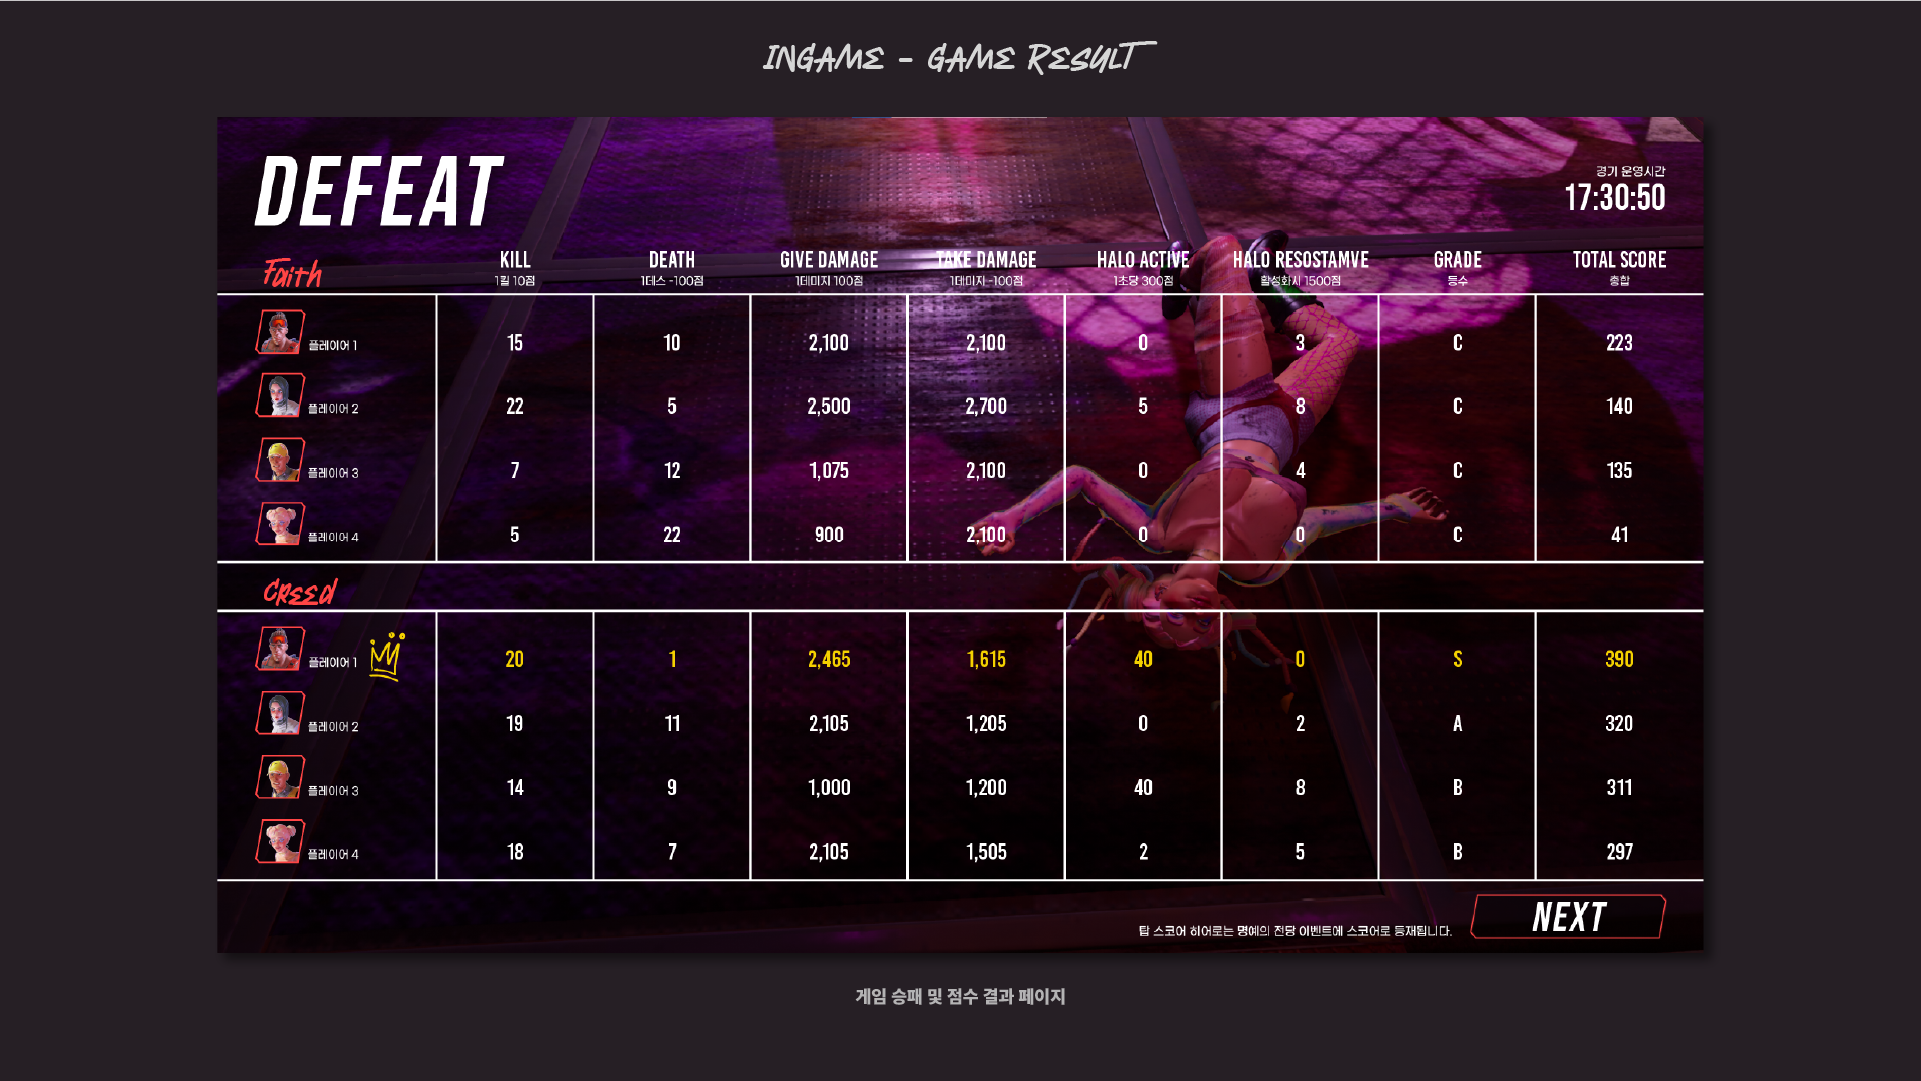 INGAME - GAME RESULT
DEFEAT
경기 운영시간
17:30:50
Faith KILL DEATH GIVE DAMAGE TAKE DAMAGE HALO ACTIVE HALO RESOSTAMVE GRADE TOTAL SCORE
1킬 10점 1데스 -100점 1데미지 100점 1데미지 -100점 1초당 300점 활성화시 1500점 등수 총합
플레이어 1 15 10 2,100 2,100 0 3 C 223
플레이어 2 22 5 2,500 2,700 5 8 C 140
플레이어 3 7 12 1,075 2,100 0 4 C 135
플레이어 4 5 22 900 2,100 0 0 C 41
Creed
플레이어 1 20 1 2,465 1,615 40 0 S 390
플레이어 2 19 11 2,105 1,205 0 2 A 320
플레이어 3 14 9 1,000 1,200 40 8 B 311
플레이어 4 18 7 2,105 1,505 2 5 B 297
탑 스코어 히어로는 명예의 전당 이벤트에 스코어로 등재됩니다.
NEXT
게임 승패 및 점수 결과 페이지